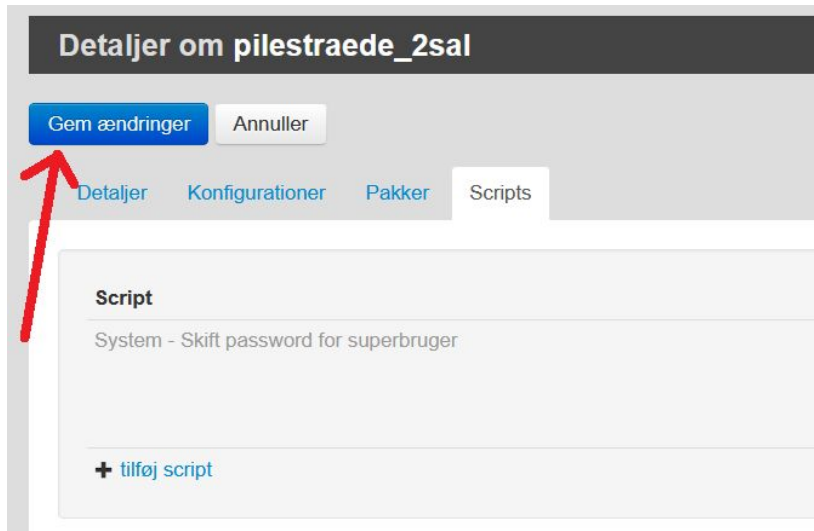 Detaljer om pilestraede_2sal
Gem ændringer Annuller
Detaljer Konfigurationer Pakker Scripts
Script
System - Skift password for superbruger
tilføj script